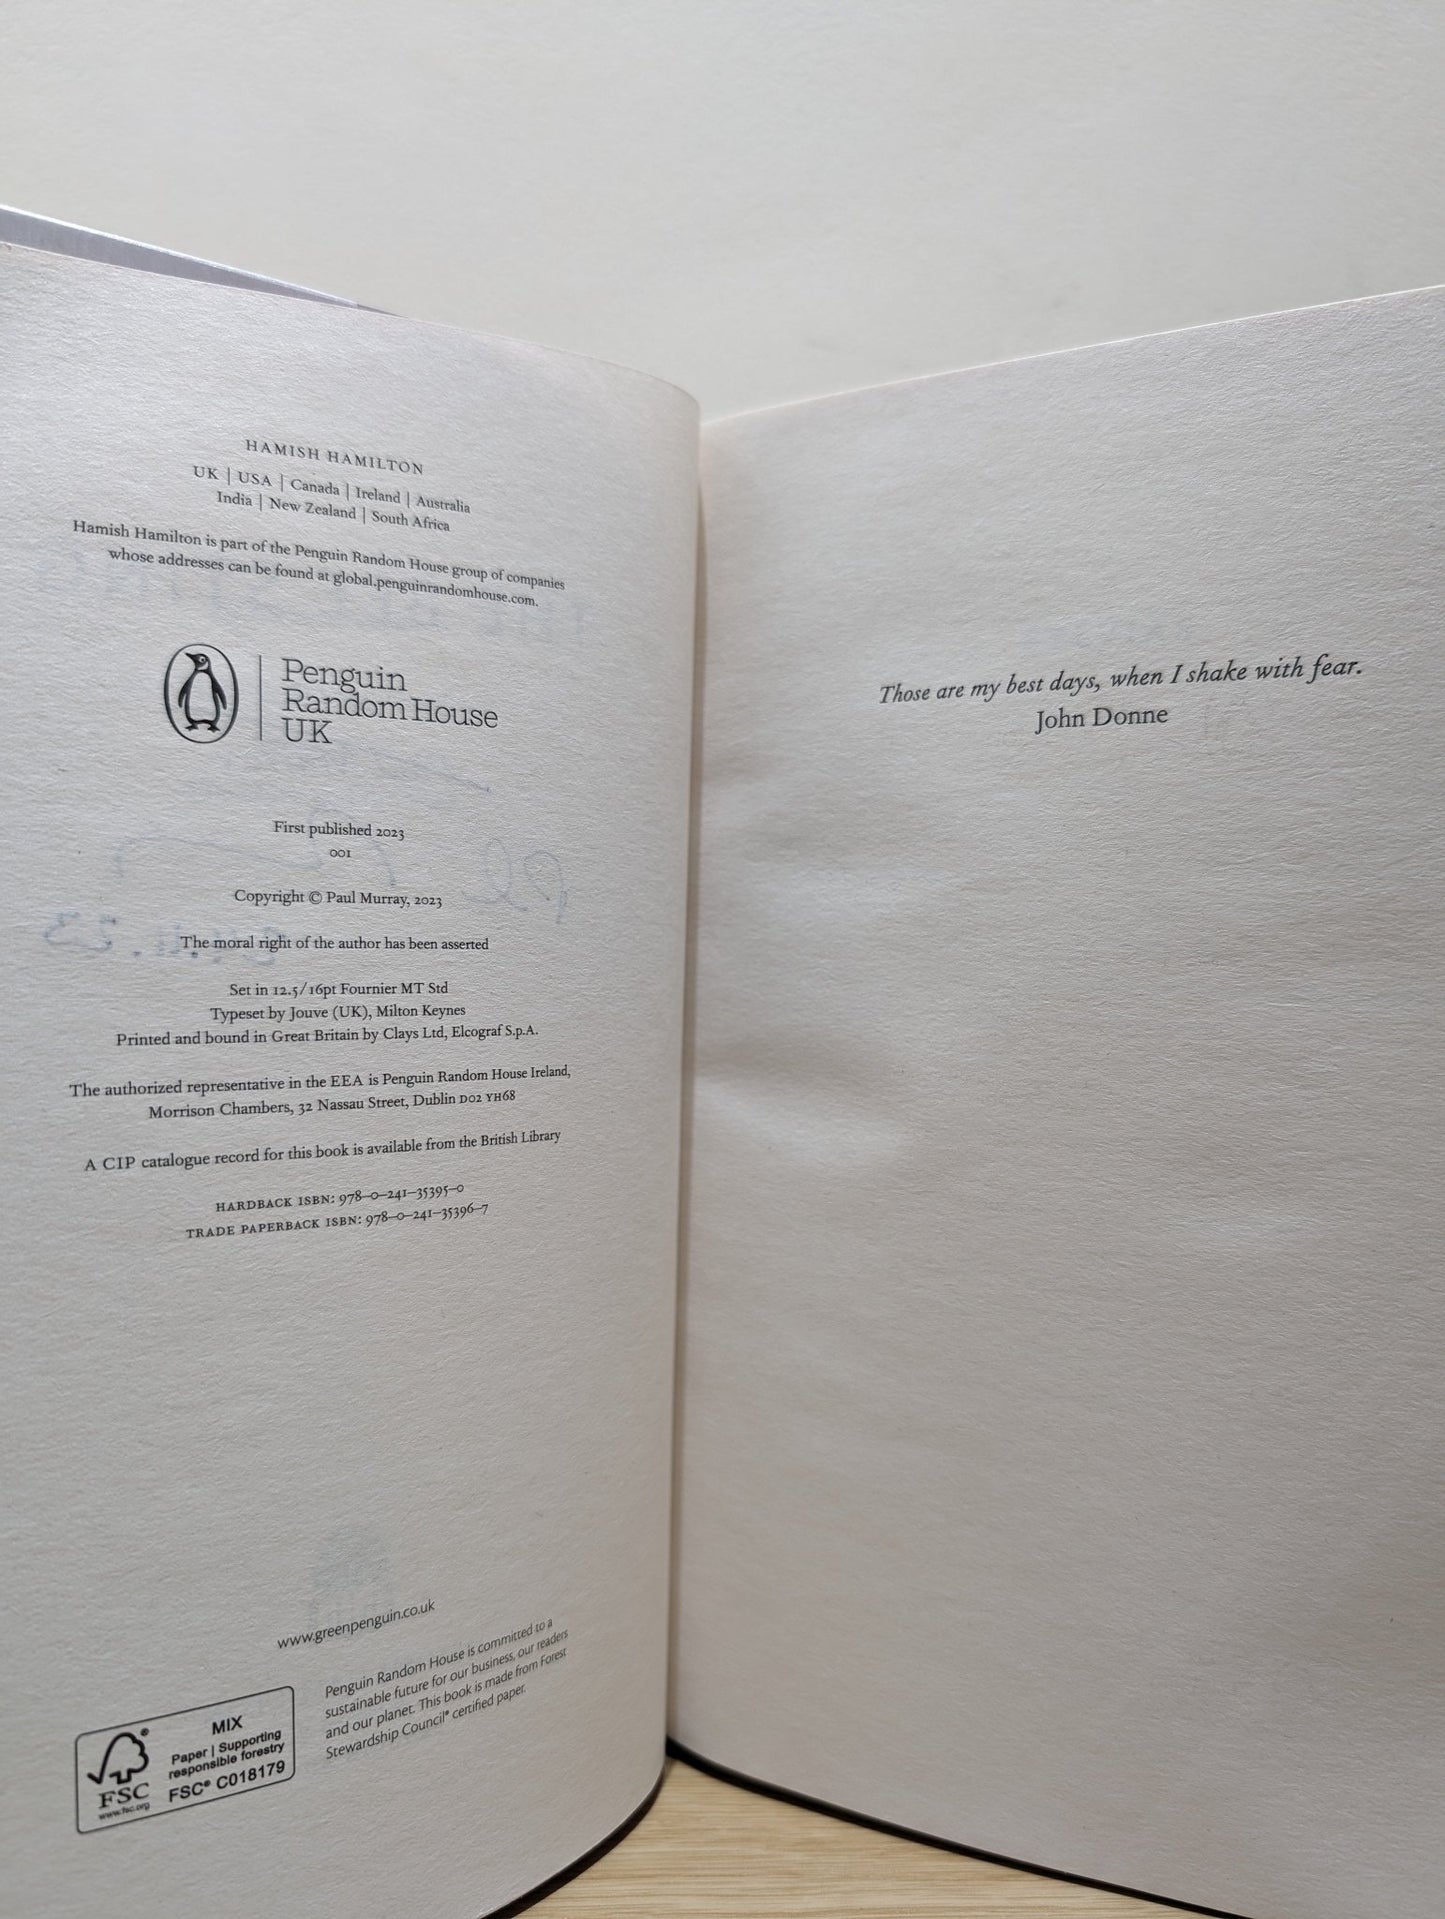 HAMISH HAMILTON
UK | USA | Canada | Ireland | Australia
India | New Zealand | South Africa
Hamish Hamilton is part of the Penguin Random House group of companies
whose addresses can be found at global.penguinrandomhouse.com.
Penguin
Random House
UK
First published 2023
001
Copyright © Paul Murray, 2023
The moral right of the author has been asserted
Set in 12.5/16pt Fournier MT Std
Typeset by Jouve (UK), Milton Keynes
Printed and bound in Great Britain by Clays Ltd, Elcograf S.p.A.
The authorized representative in the EEA is Penguin Random House Ireland,
Morrison Chambers, 32 Nassau Street, Dublin D02 YH68
A CIP catalogue record for this book is available from the British Library
HARDBACK ISBN: 978–0–241–35395–0
TRADE PAPERBACK ISBN: 978–0–241–35396–7
www.greenpenguin.co.uk
MIX
Paper | Supporting
responsible forestry
FSC® C018179
FSC
www.fsc.org
Penguin Random House is committed to a
sustainable future for our business, our readers
and our planet. This book is made from Forest
Stewardship Council® certified paper.
Those are my best days, when I shake with fear.
John Donne